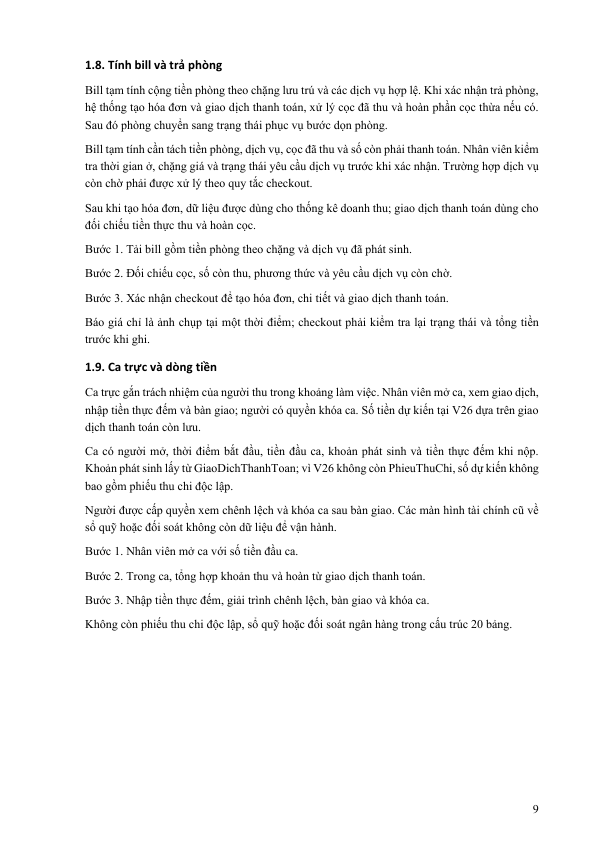 1.8. Tính bill và trả phòng
Bill tạm tính cộng tiền phòng theo chặng lưu trú và các dịch vụ hợp lệ. Khi xác nhận trả phòng,
hệ thống tạo hóa đơn và giao dịch thanh toán, xử lý cọc đã thu và hoàn phần cọc thừa nếu có.
Sau đó phòng chuyển sang trạng thái phục vụ bước dọn phòng.
Bill tạm tính cần tách tiền phòng, dịch vụ, cọc đã thu và số còn phải thanh toán. Nhân viên kiểm
tra thời gian ở, chặng giá và trạng thái yêu cầu dịch vụ trước khi xác nhận. Trường hợp dịch vụ
còn chờ phải được xử lý theo quy tắc checkout.
Sau khi tạo hóa đơn, dữ liệu được dùng cho thống kê doanh thu; giao dịch thanh toán dùng cho
đối chiếu tiền thực thu và hoàn cọc.
Bước 1. Tải bill gồm tiền phòng theo chặng và dịch vụ đã phát sinh.
Bước 2. Đối chiếu cọc, số còn thu, phương thức và yêu cầu dịch vụ còn chờ.
Bước 3. Xác nhận checkout để tạo hóa đơn, chi tiết và giao dịch thanh toán.
Báo giá chỉ là ảnh chụp tại một thời điểm; checkout phải kiểm tra lại trạng thái và tổng tiền
trước khi ghi.
1.9. Ca trực và dòng tiền
Ca trực gắn trách nhiệm của người thu trong khoảng làm việc. Nhân viên mở ca, xem giao dịch,
nhập tiền thực đếm và bàn giao; người có quyền khóa ca. Số tiền dự kiến tại V26 dựa trên giao
dịch thanh toán còn lưu.
Ca có người mở, thời điểm bắt đầu, tiền đầu ca, khoản phát sinh và tiền thực đếm khi nộp.
Khoản phát sinh lấy từ GiaoDichThanhToan; vì V26 không còn PhieuThuChi, số dự kiến không
bao gồm phiếu thu chi độc lập.
Người được cấp quyền xem chênh lệch và khóa ca sau bàn giao. Các màn hình tài chính cũ về
sổ quỹ hoặc đối soát không còn dữ liệu để vận hành.
Bước 1. Nhân viên mở ca với số tiền đầu ca.
Bước 2. Trong ca, tổng hợp khoản thu và hoàn từ giao dịch thanh toán.
Bước 3. Nhập tiền thực đếm, giải trình chênh lệch, bàn giao và khóa ca.
Không còn phiếu thu chi độc lập, sổ quỹ hoặc đối soát ngân hàng trong cấu trúc 20 bảng.
9